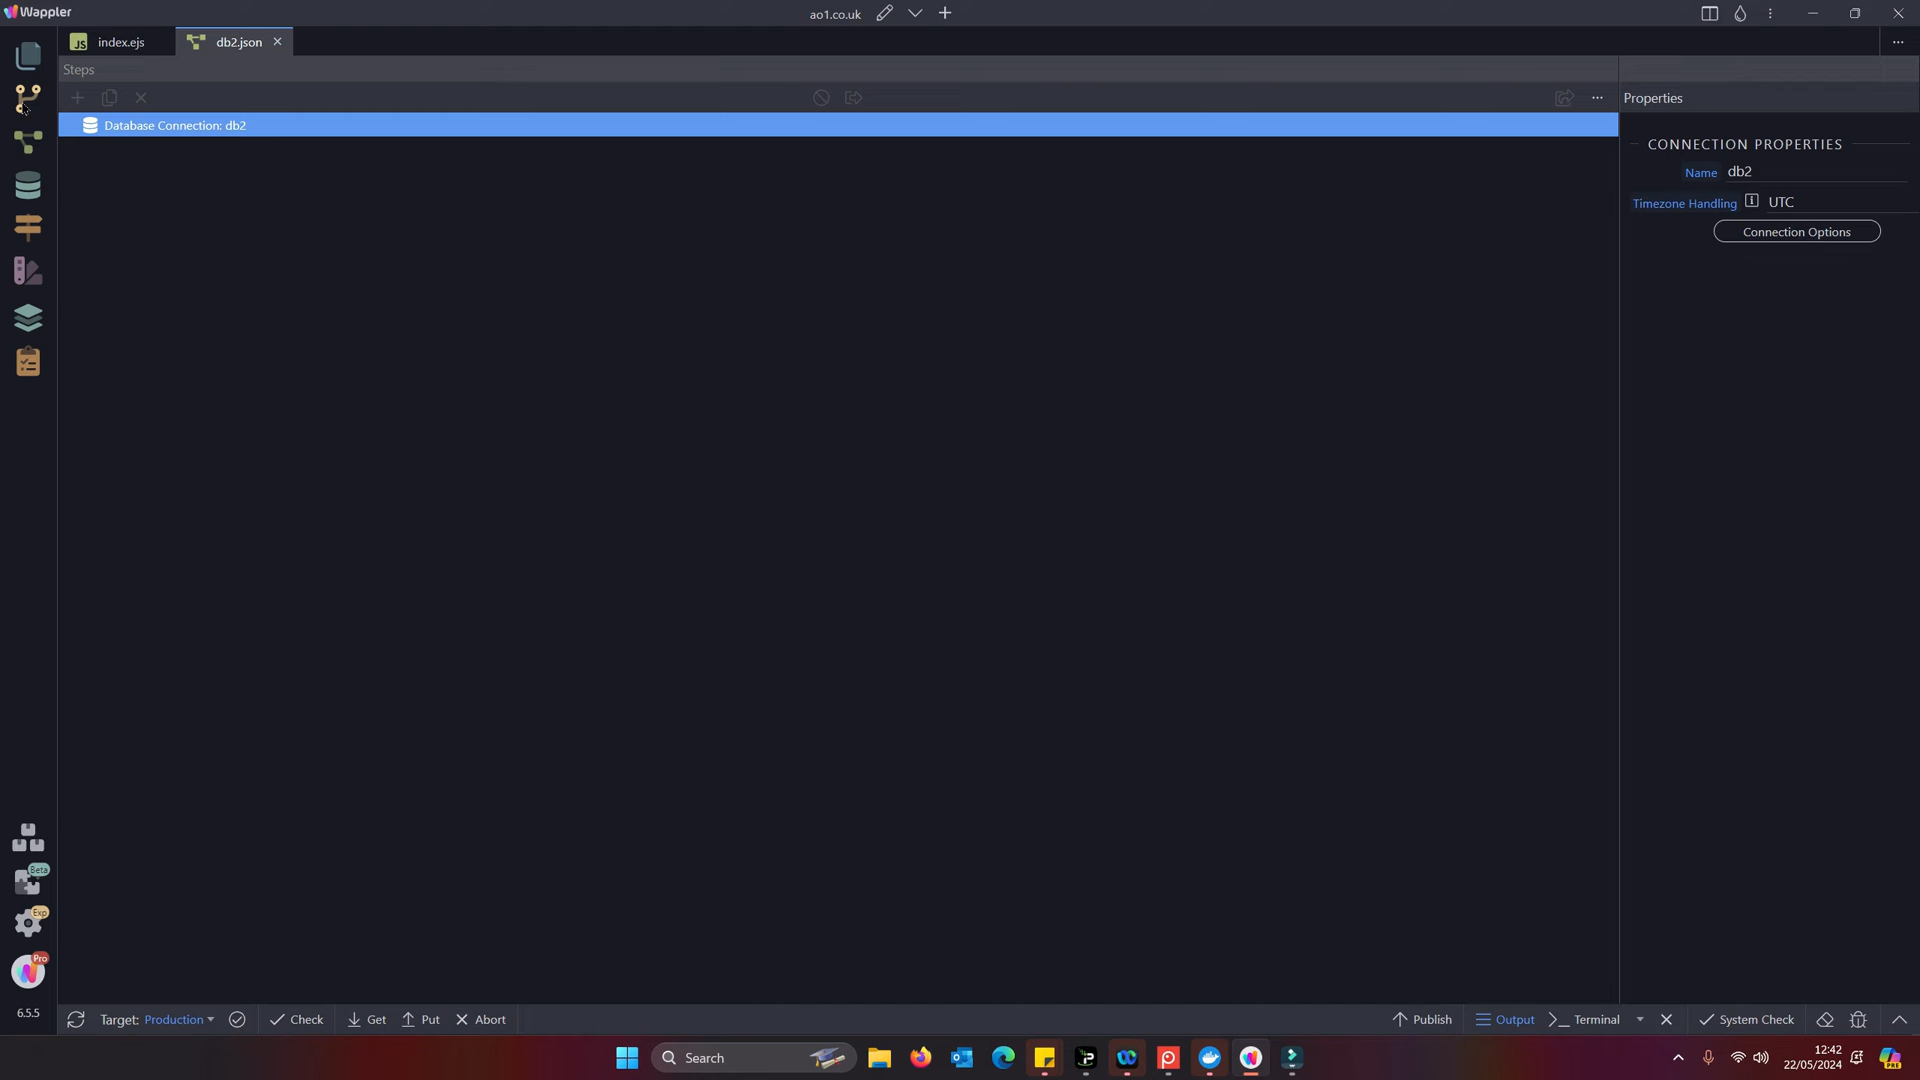 Wappler
ao1.co.uk
JS index.ejs
db2.json
Steps
Properties
Database Connection: db2
CONNECTION PROPERTIES
Name db2
Timezone Handling UTC
Connection Options
Beta
Exp
Pro
6.5.5
Target: Production
Check
Get
Put
Abort
Publish
Output
Terminal
System Check
Search
12:42
22/05/2024
PRE